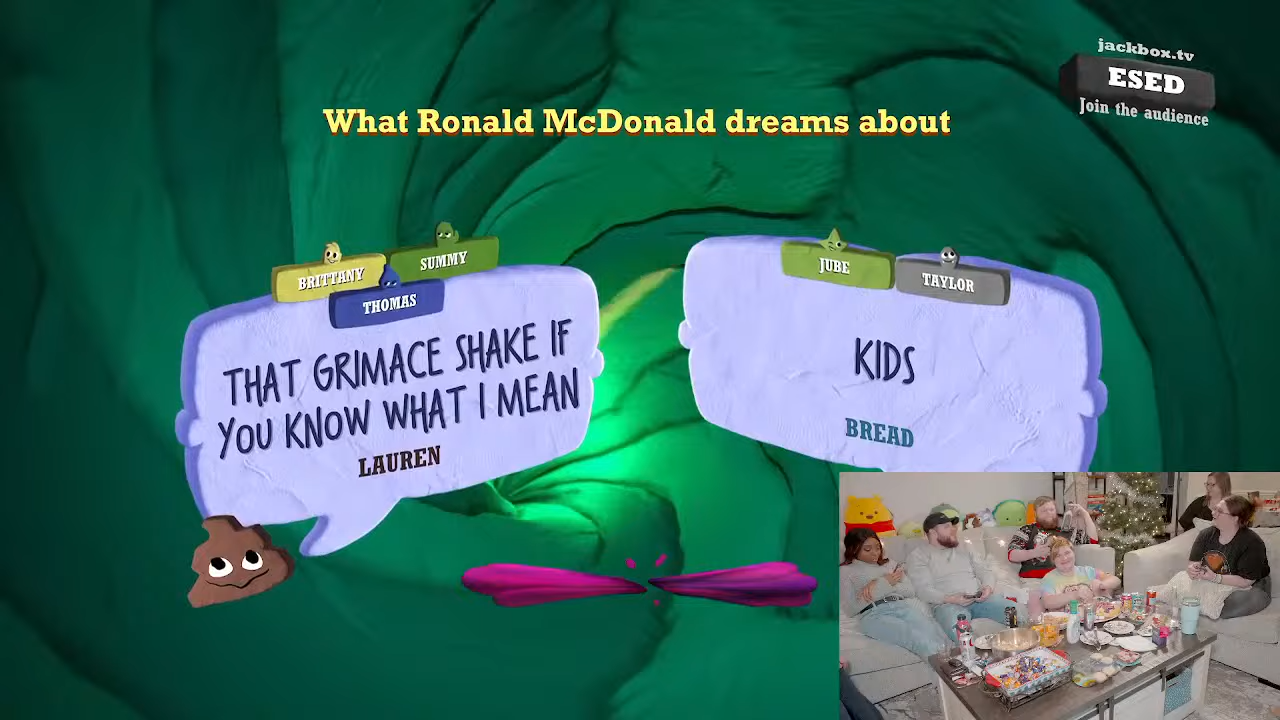 jackbox.tv
ESED
Join the audience
What Ronald McDonald dreams about
BRITTANY
SUMMY
THOMAS
THAT GRIMACE SHAKE IF
YOU KNOW WHAT I MEAN
LAUREN
JUBE
TAYLOR
KIDS
BREAD